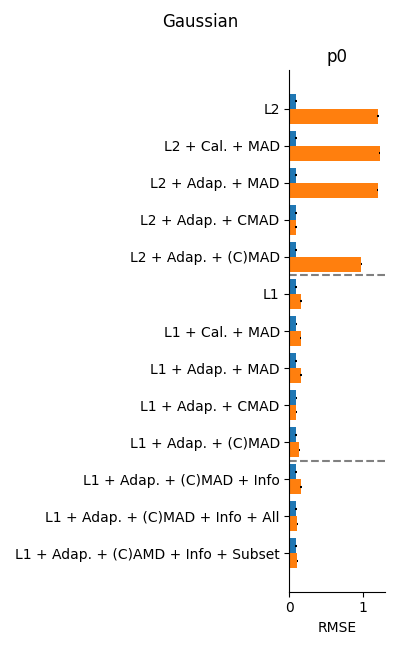 Gaussian
p0
L2
L2 + Cal. + MAD
L2 + Adap. + MAD
L2 + Adap. + CMAD
L2 + Adap. + (C)MAD
L1
L1 + Cal. + MAD
L1 + Adap. + MAD
L1 + Adap. + CMAD
L1 + Adap. + (C)MAD
L1 + Adap. + (C)MAD + Info
L1 + Adap. + (C)MAD + Info + All
L1 + Adap. + (C)AMD + Info + Subset
0 1
RMSE